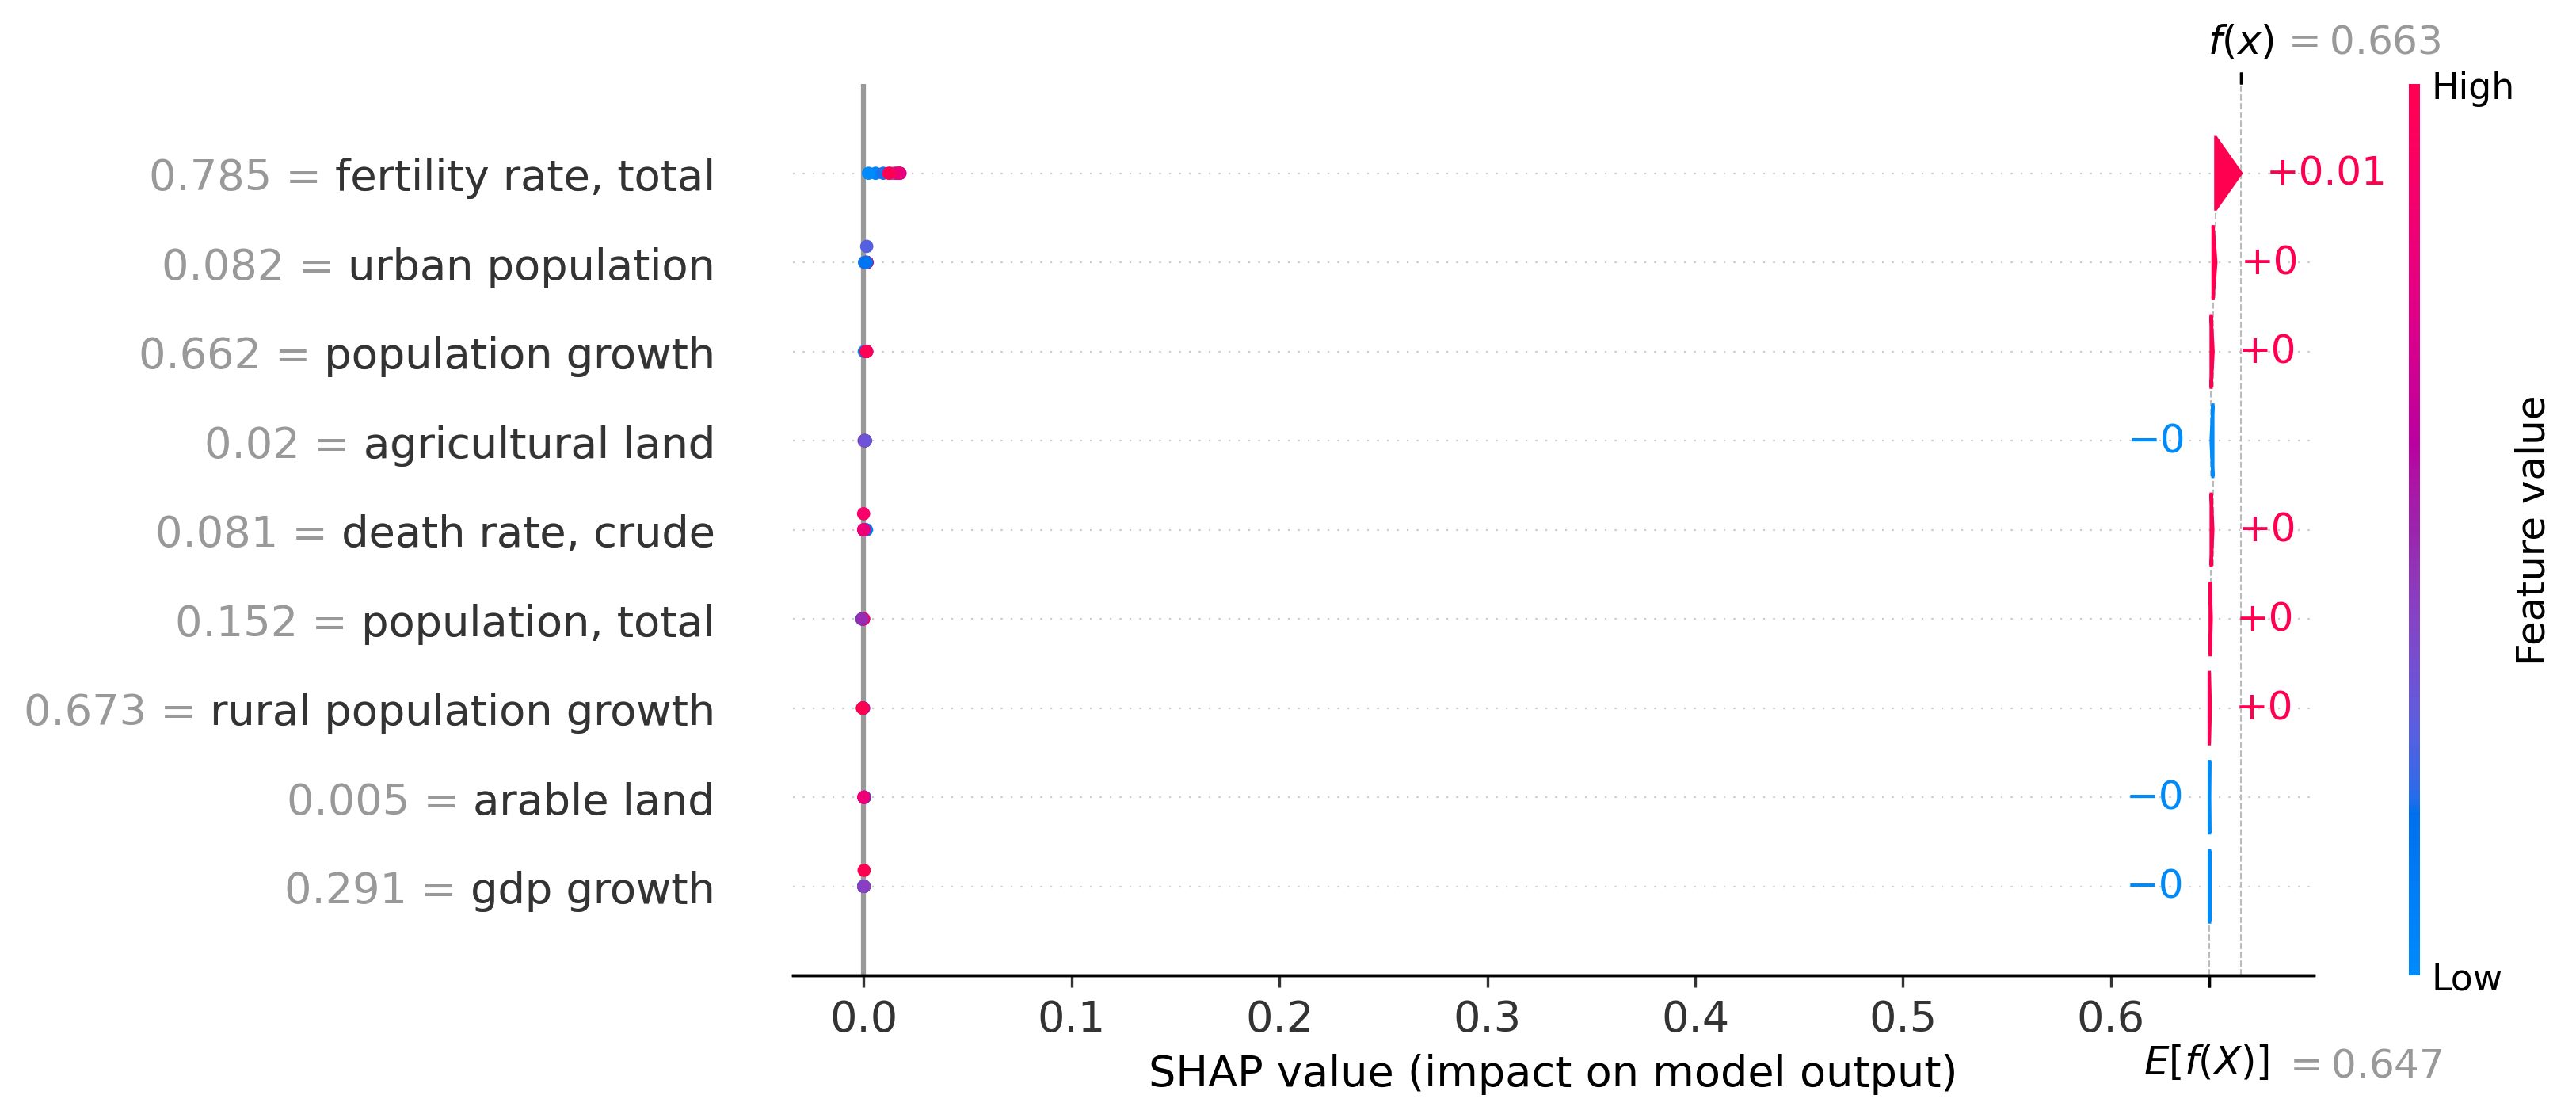 f(x) = 0.663
High
0.785 = fertility rate, total
+0.01
0.082 = urban population
+0
0.662 = population growth
+0
0.02 = agricultural land
−0
0.081 = death rate, crude
+0
0.152 = population, total
+0
0.673 = rural population growth
+0
0.005 = arable land
−0
0.291 = gdp growth
−0
Feature value
Low
0.0 0.1 0.2 0.3 0.4 0.5 0.6
SHAP value (impact on model output)
E[f(X)] = 0.647